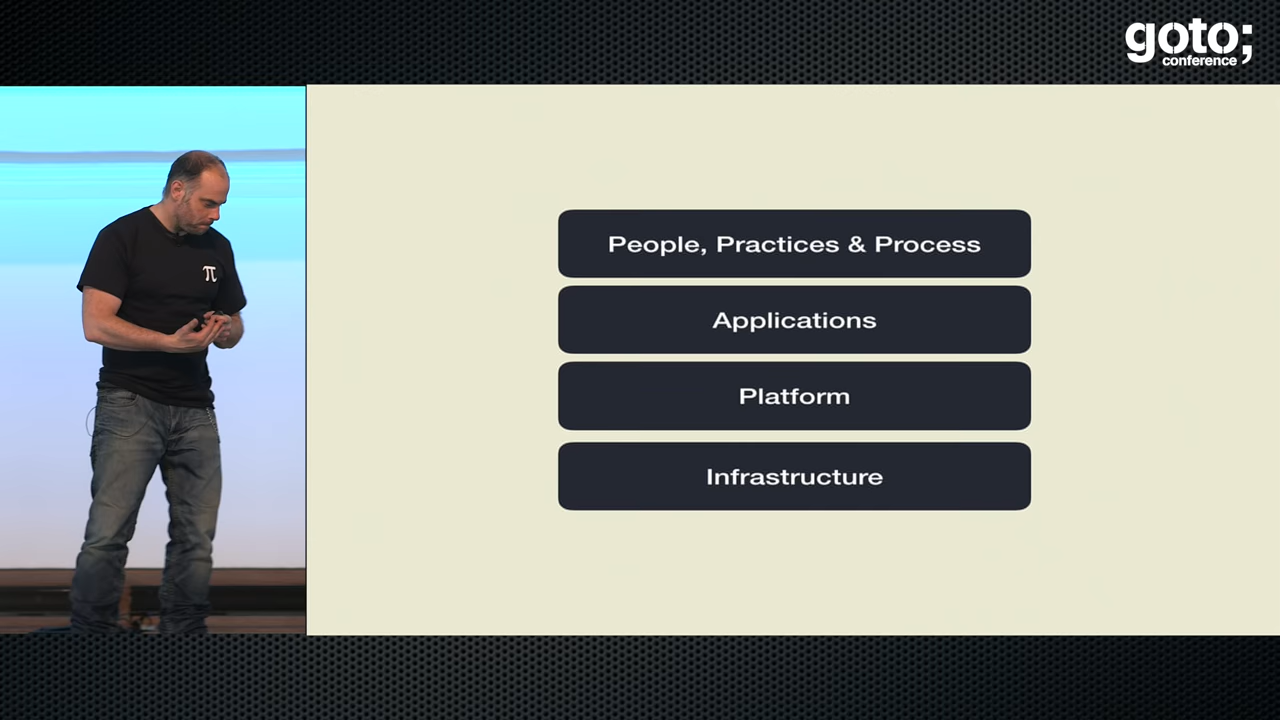 goto;
conference
π
People, Practices & Process
Applications
Platform
Infrastructure